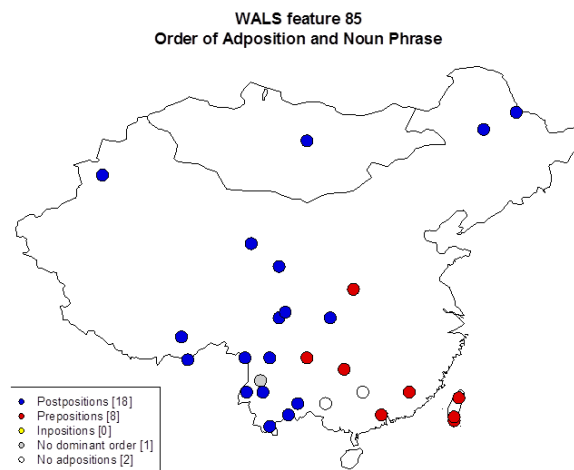 WALS feature 85
Order of Adposition and Noun Phrase
Postpositions [18]
Prepositions [8]
Inpositions [0]
No dominant order [1]
No adpositions [2]